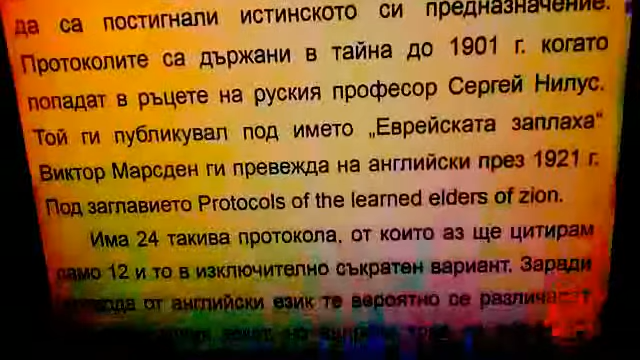 да са постигнали истинското си предназначение.
Протоколите са държани в тайна до 1901 г. когато
попадат в ръцете на руския професор Сергей Нилус.
Той ги публикувал под името „Еврейската заплаха“
Виктор Марсден ги превежда на английски през 1921 г.
Под заглавието Protocols of the learned elders of zion.
Има 24 такива протокола, от които аз ще цитирам
само 12 и то в изключително съкратен вариант. Заради
от английски език те вероятно се различават